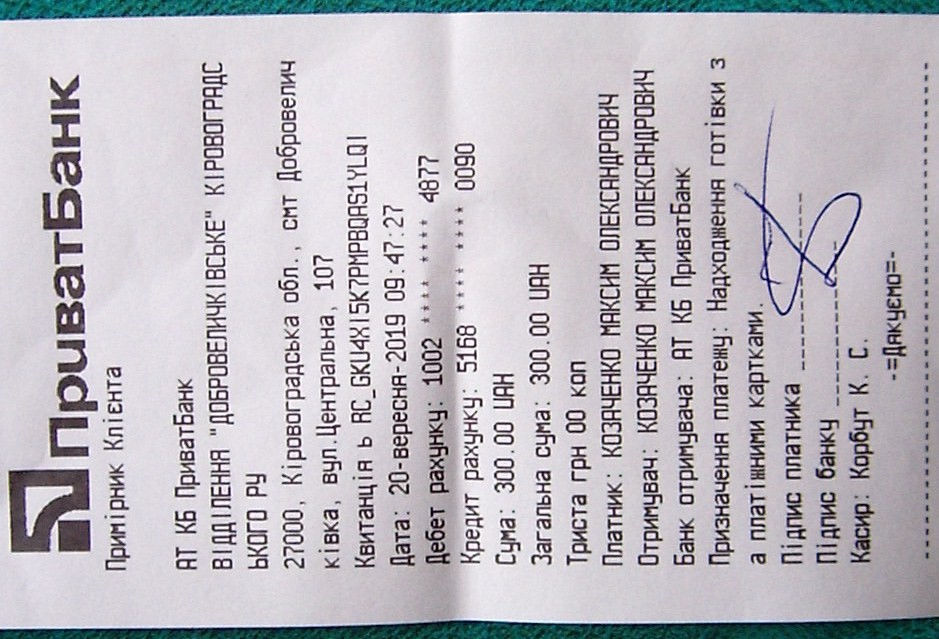 ПриватБанк
Примірник Клієнта
АТ КБ ПриватБанк
ВІДДІЛЕННЯ "ДОБРОВЕЛИЧКІВСЬКЕ" КІРОВОГРАДС
ЬКОГО РУ
27000, Кіровоградська обл., смт Добровелич
ківка, вул.Центральна, 107
Квитанція Ь RC_GKU4XI5K7PMPBQAS1YLQI
Дата: 20-вересня-2019 09:47:27
Дебет рахунку: 1002 **** **** 4877
Кредит рахунку: 5168 **** **** 0090
Сума: 300.00 UAH
Загальна сума: 300.00 UAH
Триста грн 00 коп
Платник: КОЗАЧЕНКО МАКСИМ ОЛЕКСАНДРОВИЧ
Отримувач: КОЗАЧЕНКО МАКСИМ ОЛЕКСАНДРОВИЧ
Банк отримувача: АТ КБ ПриватБанк
Призначення платежу: Надходження готівки з
а платіжними картками.
Підпис платника ________________
Підпис банку ________________
Касир: Корбут К. С.
-=Дякуємо=-